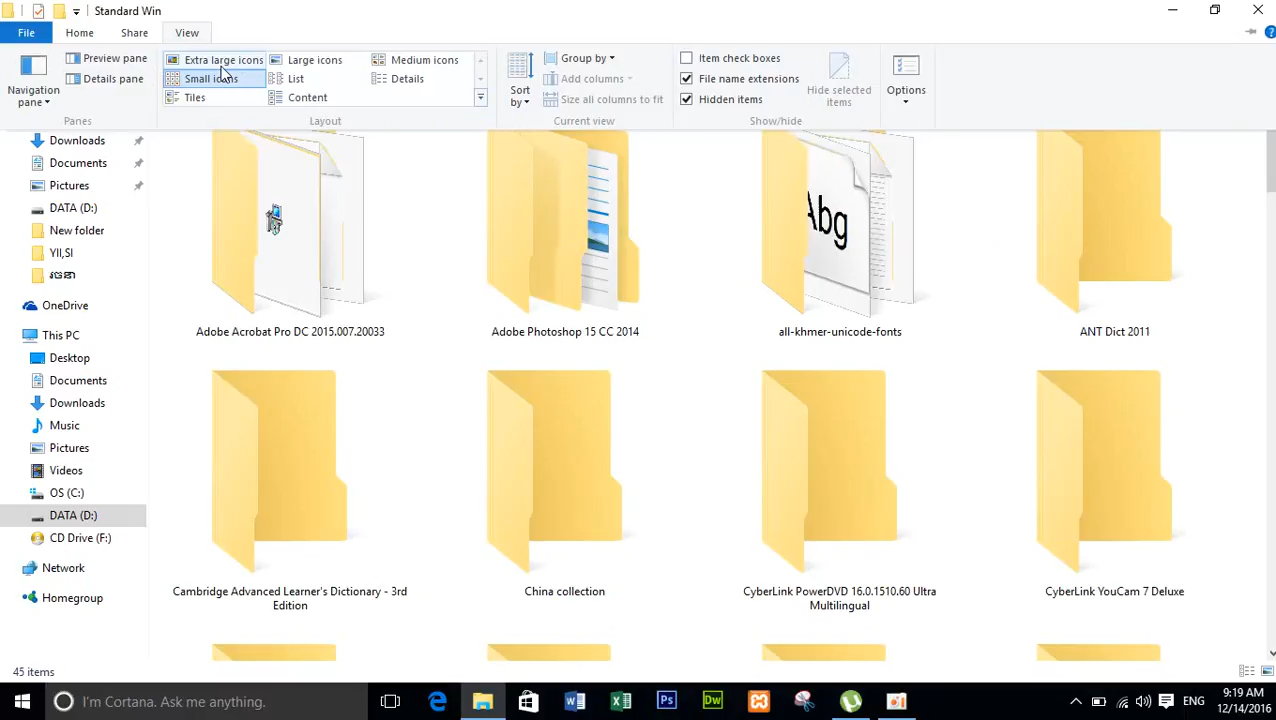 Standard Win
File Home Share View
Navigation pane
Preview pane
Details pane
Panes
Extra large icons Large icons Medium icons
Small icons List Details
Tiles Content
Layout
Sort by
Group by
Add columns
Size all columns to fit
Current view
Item check boxes
File name extensions
Hidden items
Show/hide
Hide selected items
Options
Downloads
Documents
Pictures
DATA (D:)
New folder
YII,SI
OneDrive
This PC
Desktop
Documents
Downloads
Music
Pictures
Videos
OS (C:)
DATA (D:)
CD Drive (F:)
Network
Homegroup
Abg
Adobe Acrobat Pro DC 2015.007.20033
Adobe Photoshop 15 CC 2014
all-khmer-unicode-fonts
ANT Dict 2011
Cambridge Advanced Learner's Dictionary - 3rd Edition
China collection
CyberLink PowerDVD 16.0.1510.60 Ultra Multilingual
CyberLink YouCam 7 Deluxe
45 items
I'm Cortana. Ask me anything.
Ps
Dw
ENG
9:19 AM
12/14/2016